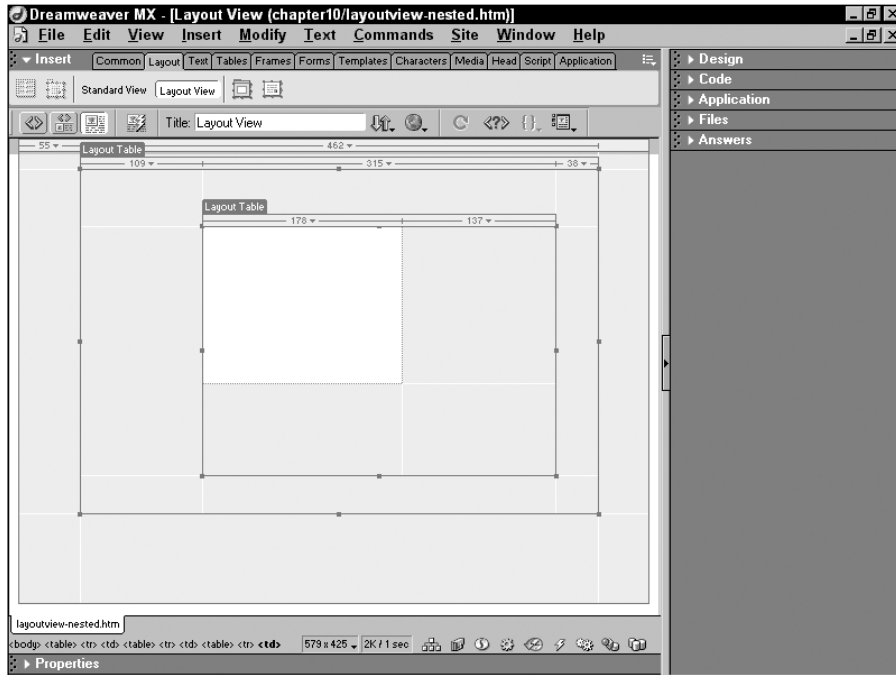 Dreamweaver MX - [Layout View (chapter10/layoutview-nested.htm)]
File Edit View Insert Modify Text Commands Site Window Help
Insert Common Layout Text Tables Frames Forms Templates Characters Media Head Script Application
Standard View Layout View
Title: Layout View
55 462
Layout Table
109 315 38
Layout Table
178 137
layoutview-nested.htm
<body> <table> <tr> <td> <table> <tr> <td> <table> <tr> <td> 579 x 425 2K / 1 sec
Properties
Design
Code
Application
Files
Answers